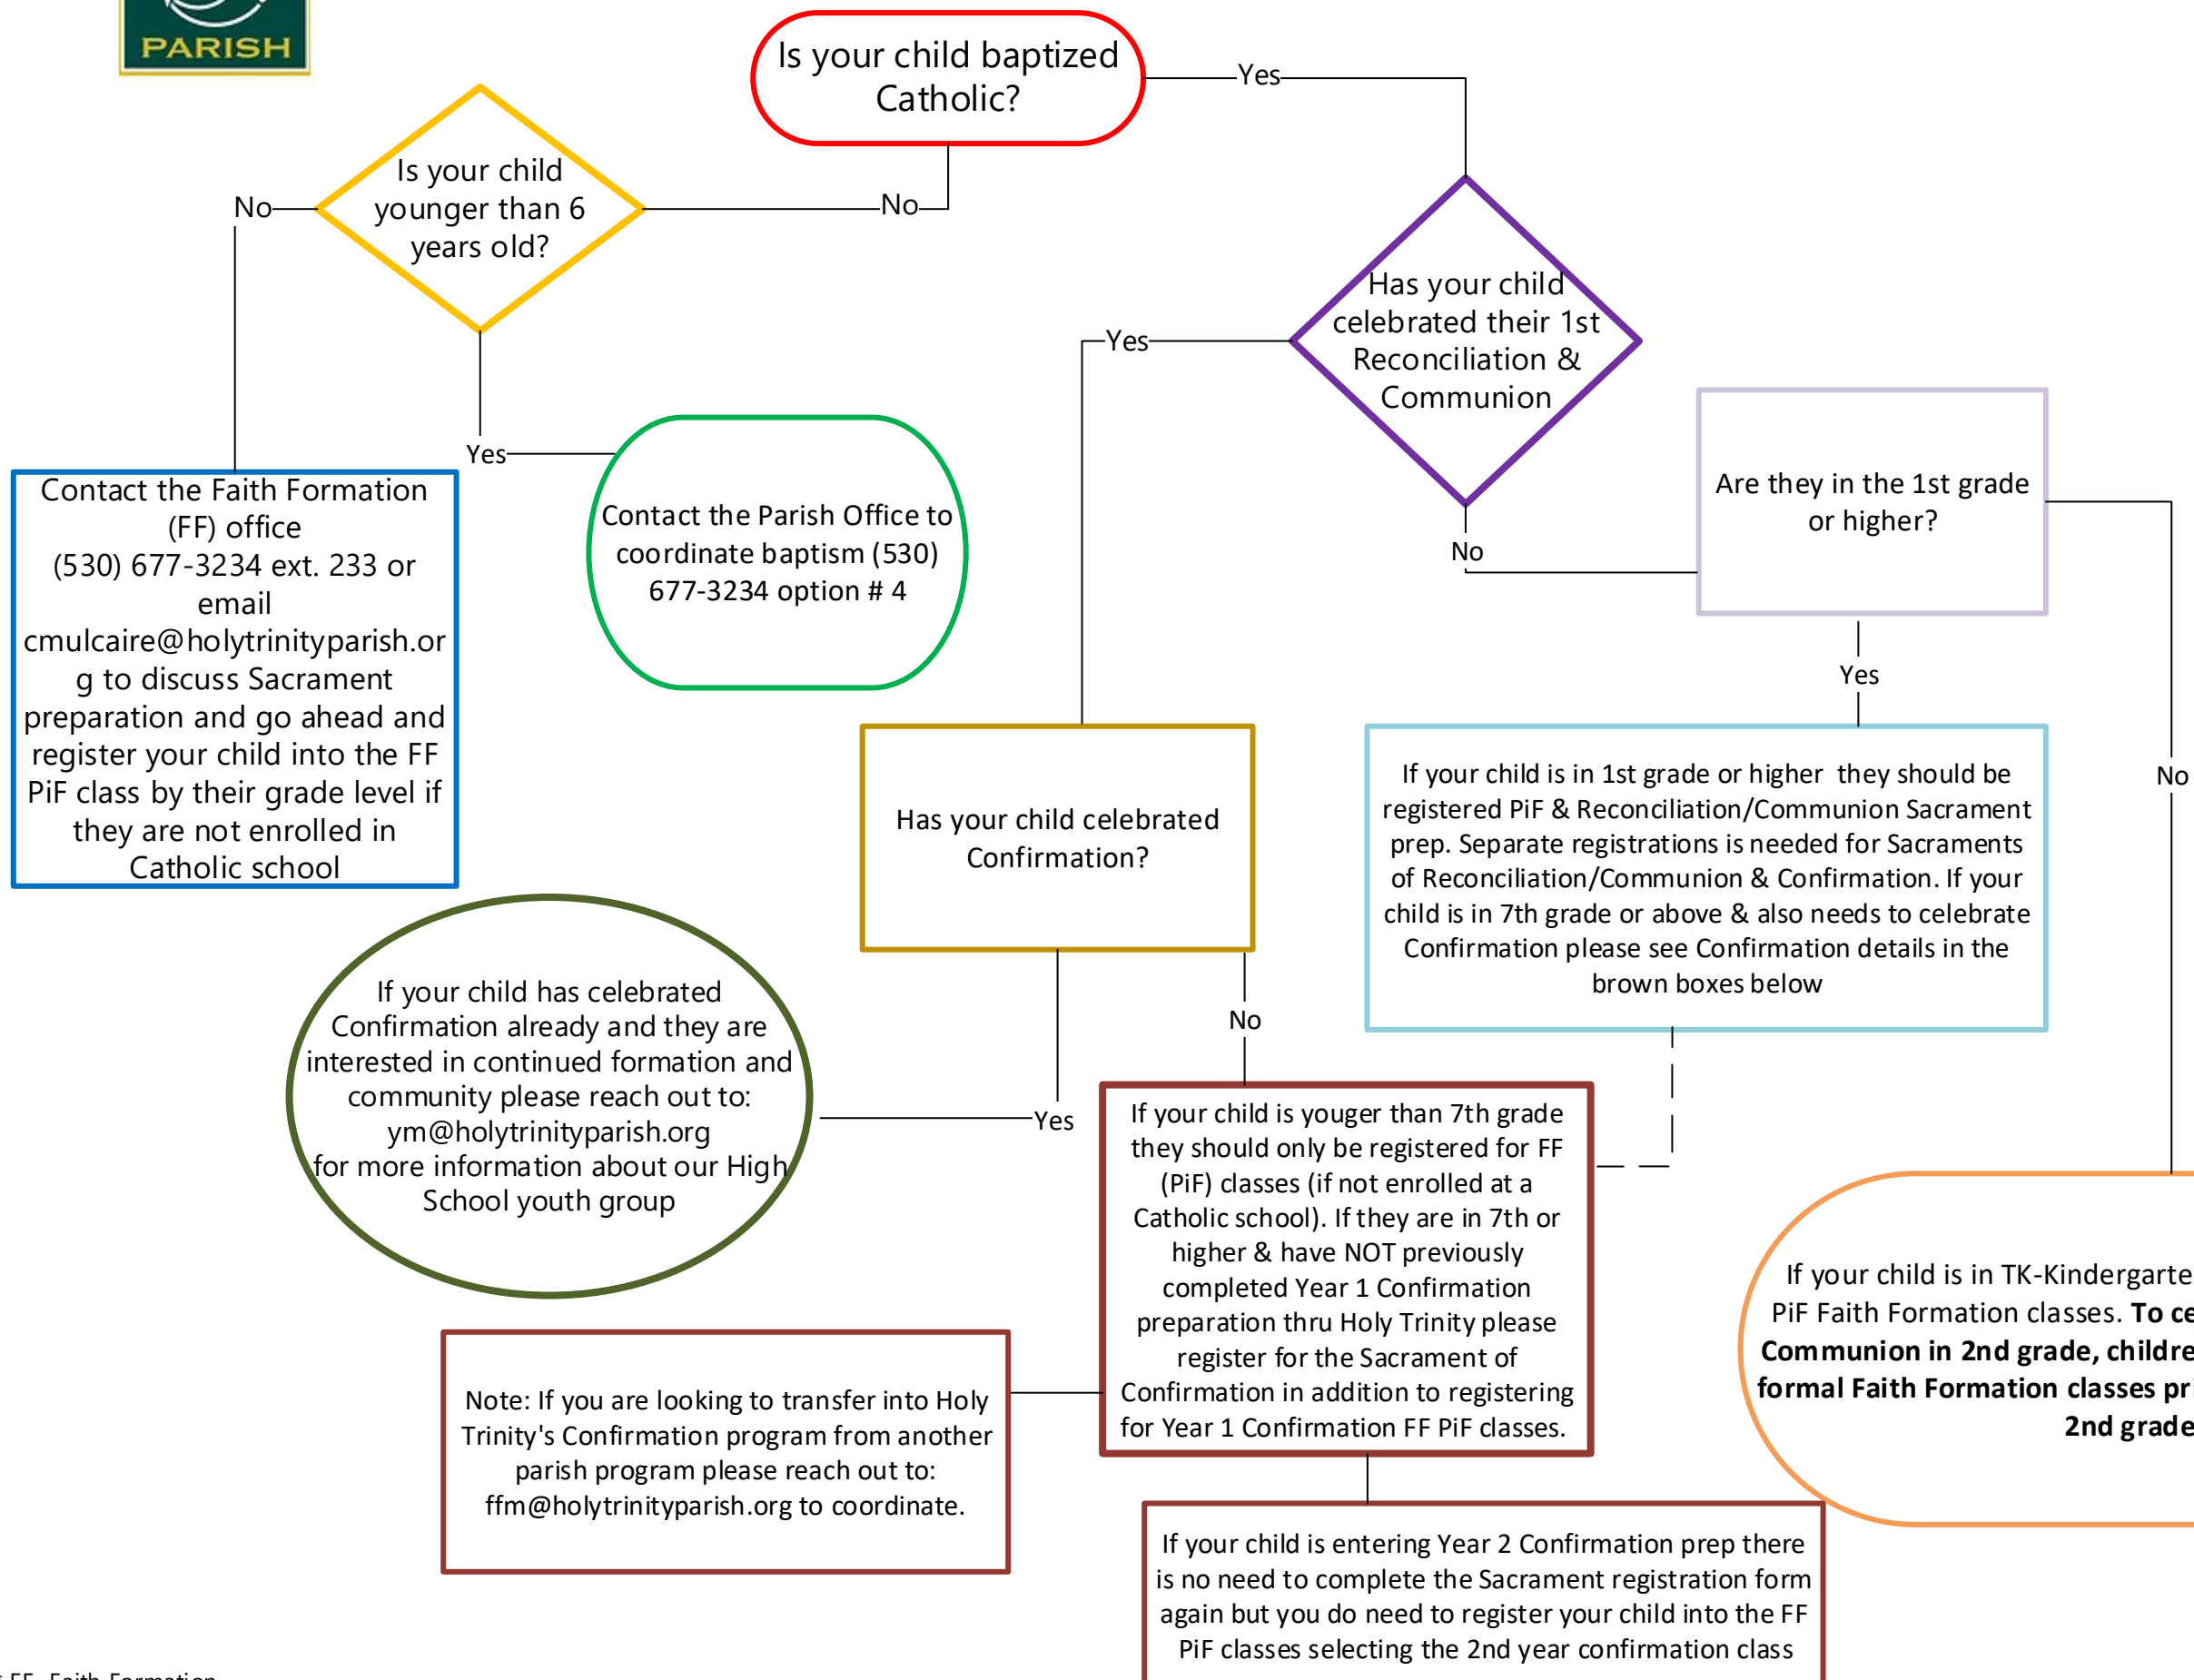 PARISH
Is your child baptized
Catholic?
Yes
No
Is your child
younger than 6
years old?
No
Yes
Has your child
celebrated their 1st
Reconciliation &
Communion
Yes
No
Are they in the 1st grade
or higher?
Yes
No
Contact the Faith Formation
(FF) office
(530) 677-3234 ext. 233 or
email
cmulcaire@holytrinityparish.or
g to discuss Sacrament
preparation and go ahead and
register your child into the FF
PiF class by their grade level if
they are not enrolled in
Catholic school
Contact the Parish Office to
coordinate baptism (530)
677-3234 option # 4
Has your child celebrated
Confirmation?
Yes
No
If your child is in 1st grade or higher they should be
registered PiF & Reconciliation/Communion Sacrament
prep. Separate registrations is needed for Sacraments
of Reconciliation/Communion & Confirmation. If your
child is in 7th grade or above & also needs to celebrate
Confirmation please see Confirmation details in the
brown boxes below
If your child has celebrated
Confirmation already and they are
interested in continued formation and
community please reach out to:
ym@holytrinityparish.org
for more information about our High
School youth group
If your child is youger than 7th grade
they should only be registered for FF
(PiF) classes (if not enrolled at a
Catholic school). If they are in 7th or
higher & have NOT previously
completed Year 1 Confirmation
preparation thru Holy Trinity please
register for the Sacrament of
Confirmation in addition to registering
for Year 1 Confirmation FF PiF classes.
If your child is in TK-Kindergarte
PiF Faith Formation classes. To ce
Communion in 2nd grade, childre
formal Faith Formation classes pri
2nd grade
Note: If you are looking to transfer into Holy
Trinity's Confirmation program from another
parish program please reach out to:
ffm@holytrinityparish.org to coordinate.
If your child is entering Year 2 Confirmation prep there
is no need to complete the Sacrament registration form
again but you do need to register your child into the FF
PiF classes selecting the 2nd year confirmation class